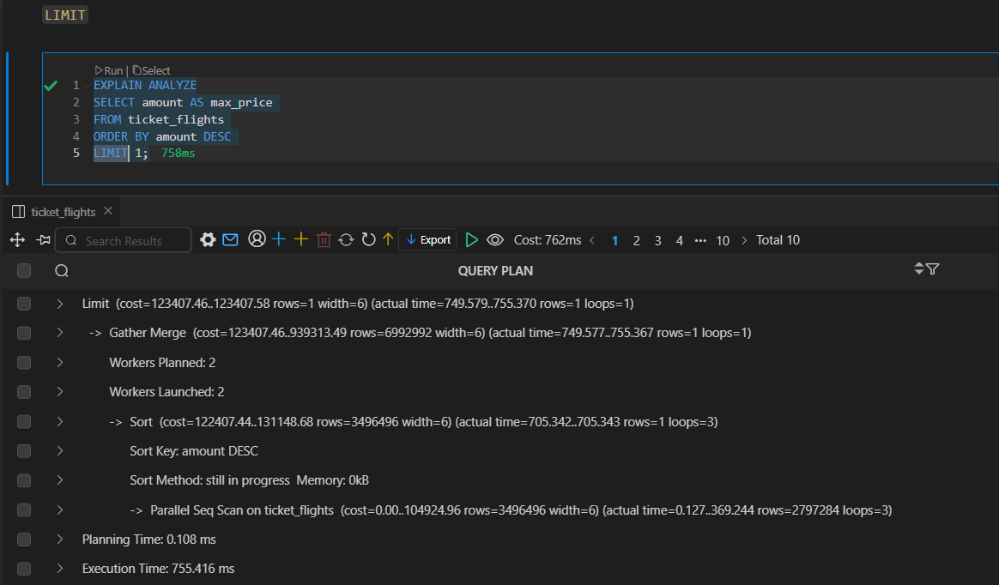 LIMIT
Run | Select
1 EXPLAIN ANALYZE
2 SELECT amount AS max_price
3 FROM ticket_flights
4 ORDER BY amount DESC
5 LIMIT 1; 758ms
ticket_flights
Search Results Export Cost: 762ms 1 2 3 4 ••• 10 Total 10
QUERY PLAN
Limit (cost=123407.46..123407.58 rows=1 width=6) (actual time=749.579..755.370 rows=1 loops=1)
-> Gather Merge (cost=123407.46..939313.49 rows=6992992 width=6) (actual time=749.577..755.367 rows=1 loops=1)
Workers Planned: 2
Workers Launched: 2
-> Sort (cost=122407.44..131148.68 rows=3496496 width=6) (actual time=705.342..705.343 rows=1 loops=3)
Sort Key: amount DESC
Sort Method: still in progress Memory: 0kB
-> Parallel Seq Scan on ticket_flights (cost=0.00..104924.96 rows=3496496 width=6) (actual time=0.127..369.244 rows=2797284 loops=3)
Planning Time: 0.108 ms
Execution Time: 755.416 ms